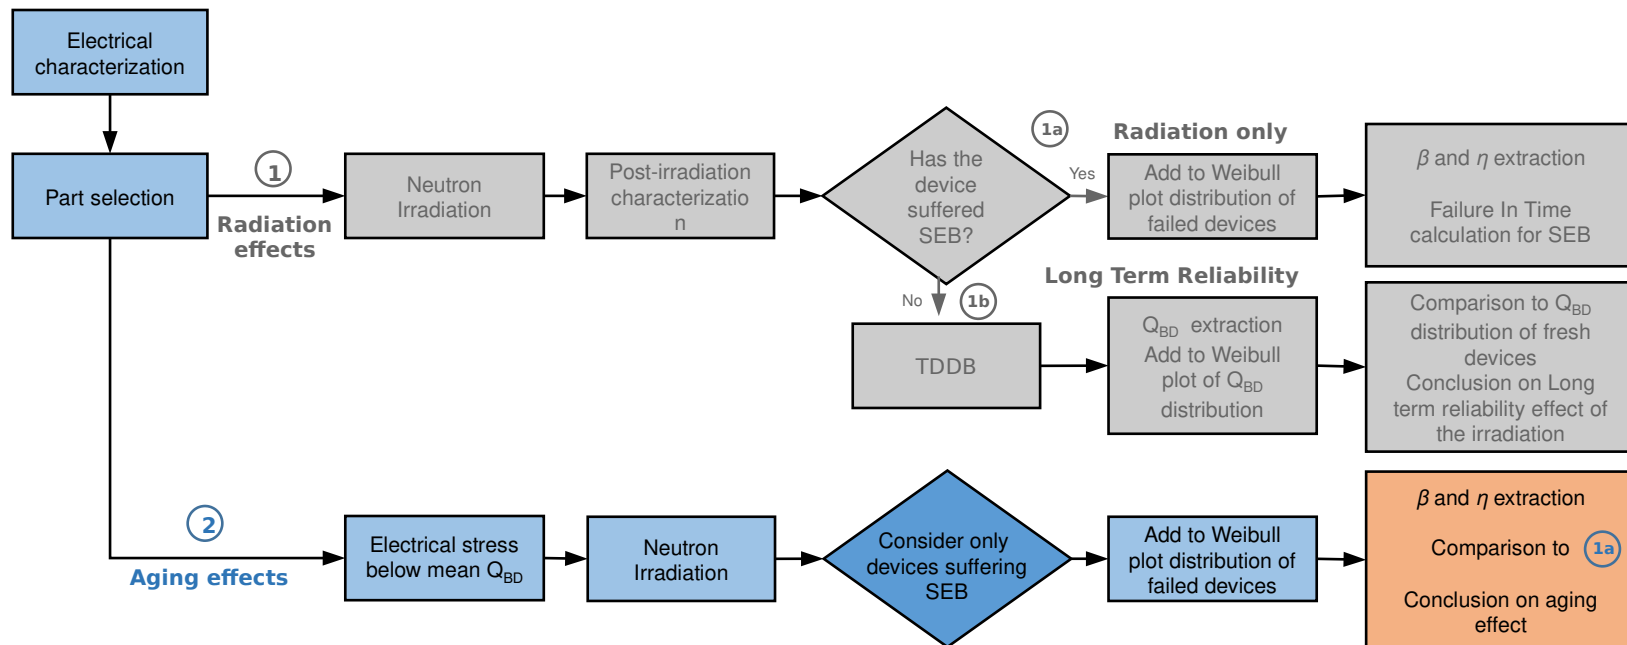 Electrical
characterization
Part selection
1
Radiation
effects
Neutron
Irradiation
Post-irradiation
characterizatio
n
Has the
device
suffered
SEB?
1a
Yes
Radiation only
Add to Weibull
plot distribution of
failed devices
β and η extraction
Failure In Time
calculation for SEB
No
1b
Long Term Reliability
TDDB
QBD extraction
Add to Weibull
plot of QBD
distribution
Comparison to QBD
distribution of fresh
devices
Conclusion on Long
term reliability effect of
the irradiation
2
Aging effects
Electrical stress
below mean QBD
Neutron
Irradiation
Consider only
devices suffering
SEB
Add to Weibull
plot distribution of
failed devices
β and η extraction
Comparison to 1a
Conclusion on aging
effect